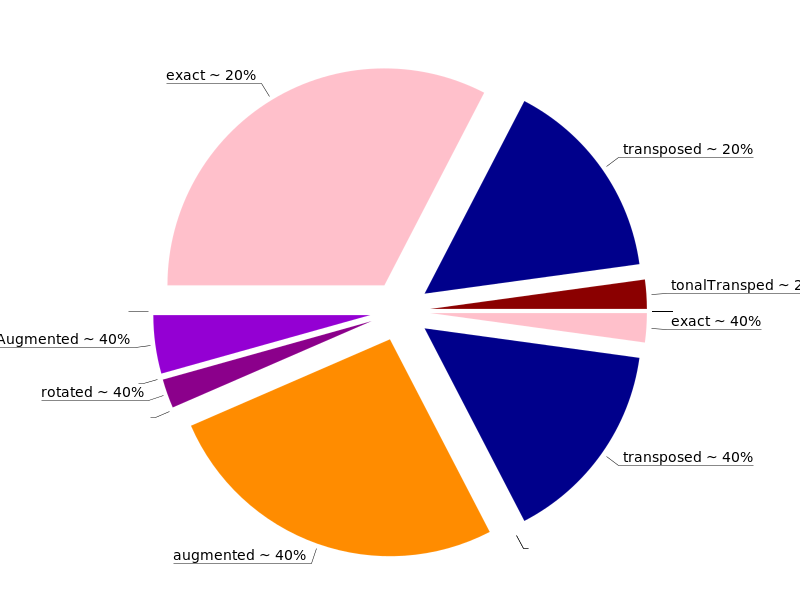 exact ~ 20%
transposed ~ 20%
tonalTransped ~ 2
exact ~ 40%
Augmented ~ 40%
rotated ~ 40%
transposed ~ 40%
augmented ~ 40%